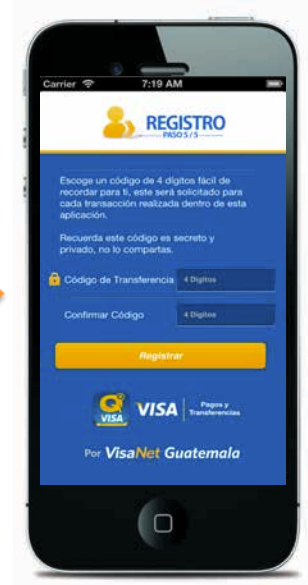 Carrier 7:19 AM
REGISTRO
PASO 5 / 5
Escoge un código de 4 dígitos fácil de
recordar para ti, este será solicitado para
cada transacción realizada dentro de esta
aplicación.
Recuerda este código es secreto y
privado, no lo compartas.
Código de Transferencia 4 Dígitos
Confirmar Código 4 Dígitos
Registrar
VISA VISA Pagos y
Transferencias
Por VisaNet Guatemala